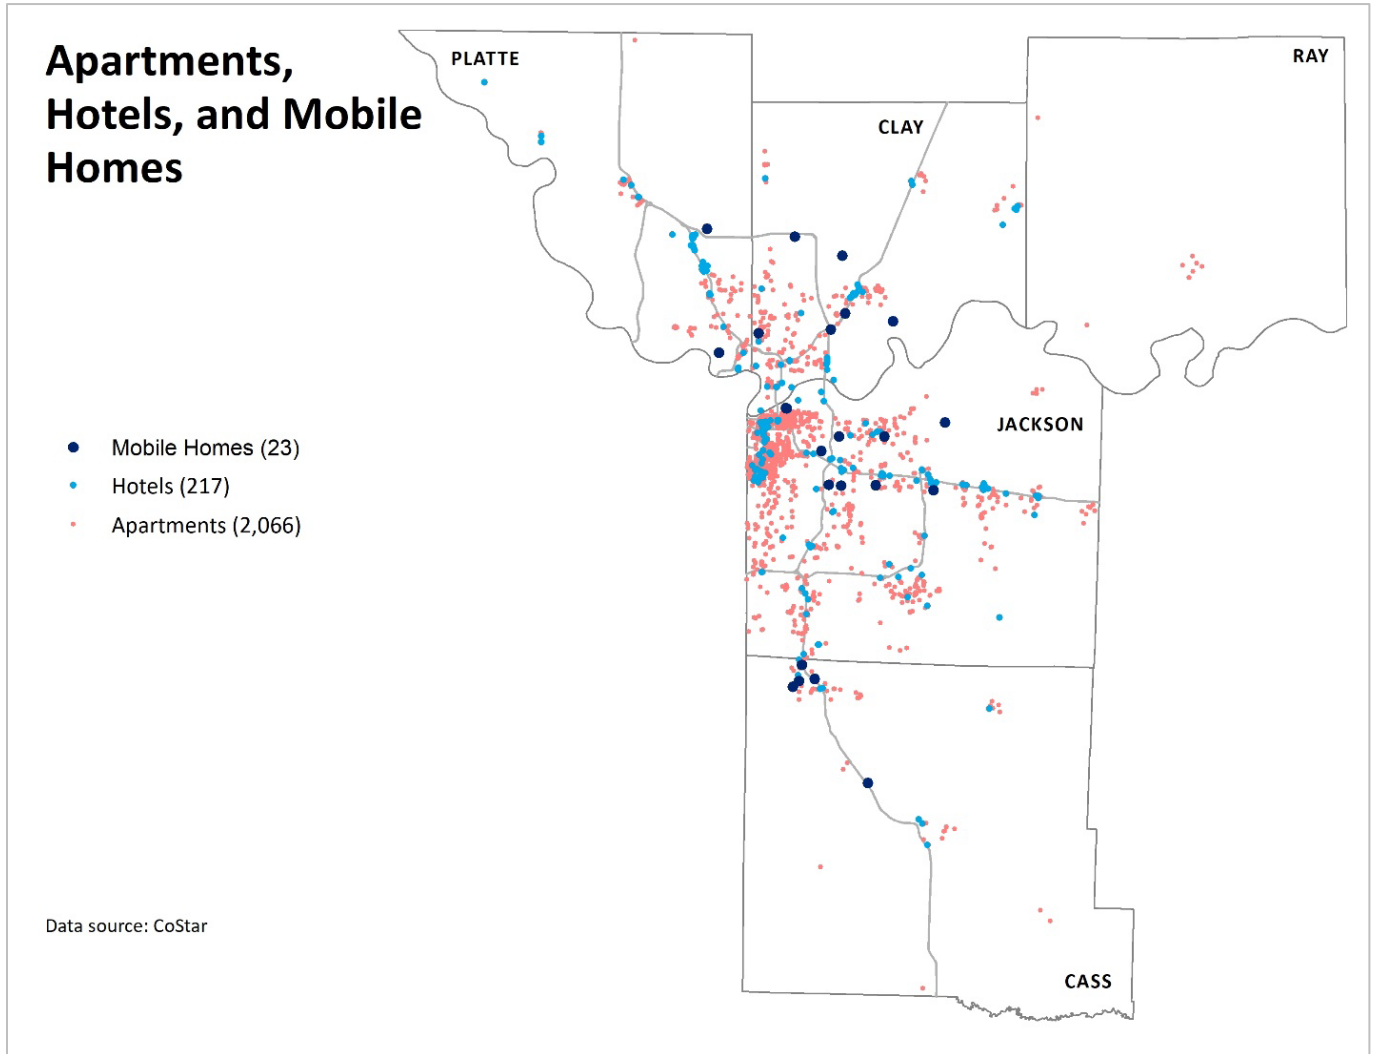 Apartments,
Hotels, and Mobile
Homes
PLATTE
RAY
CLAY
JACKSON
Mobile Homes (23)
Hotels (217)
Apartments (2,066)
Data source: CoStar
CASS